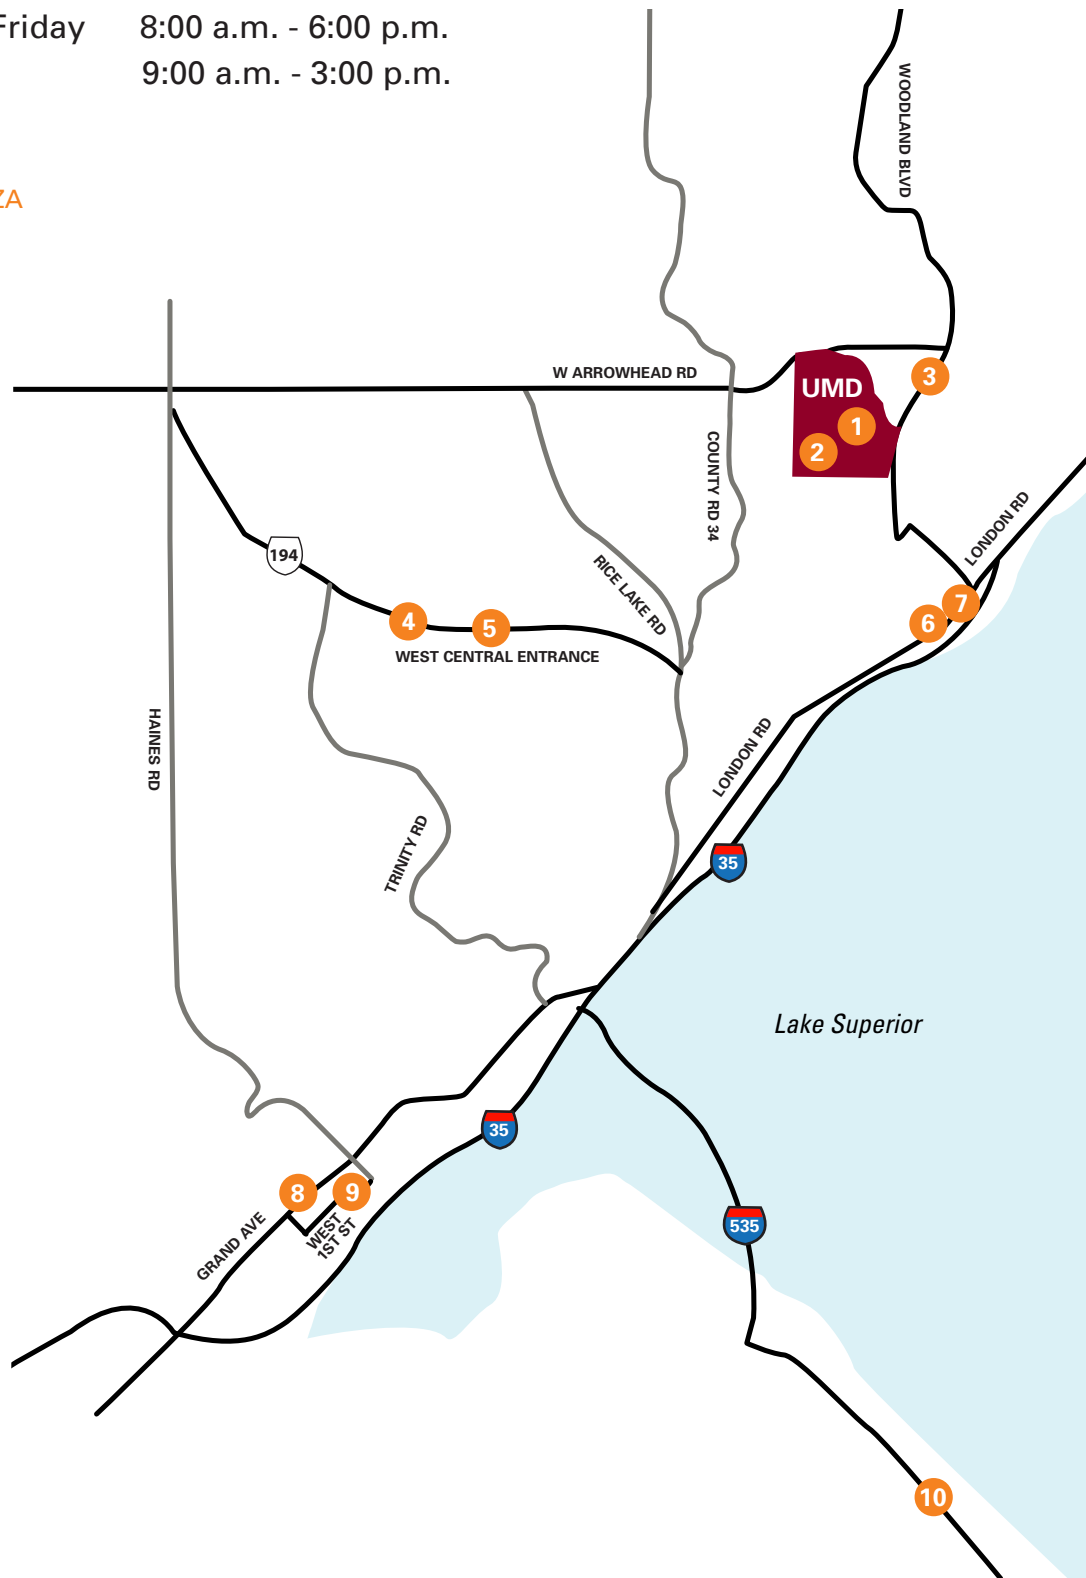 Friday 8:00 a.m. - 6:00 p.m.
9:00 a.m. - 3:00 p.m.
ZA
WOODLAND BLVD
W ARROWHEAD RD
UMD
3
1
2
COUNTY RD 34
LONDON RD
194
RICE LAKE RD
4
5
7
6
WEST CENTRAL ENTRANCE
HAINES RD
LONDON RD
TRINITY RD
35
Lake Superior
35
8
9
GRAND AVE
WEST
1ST ST
535
10